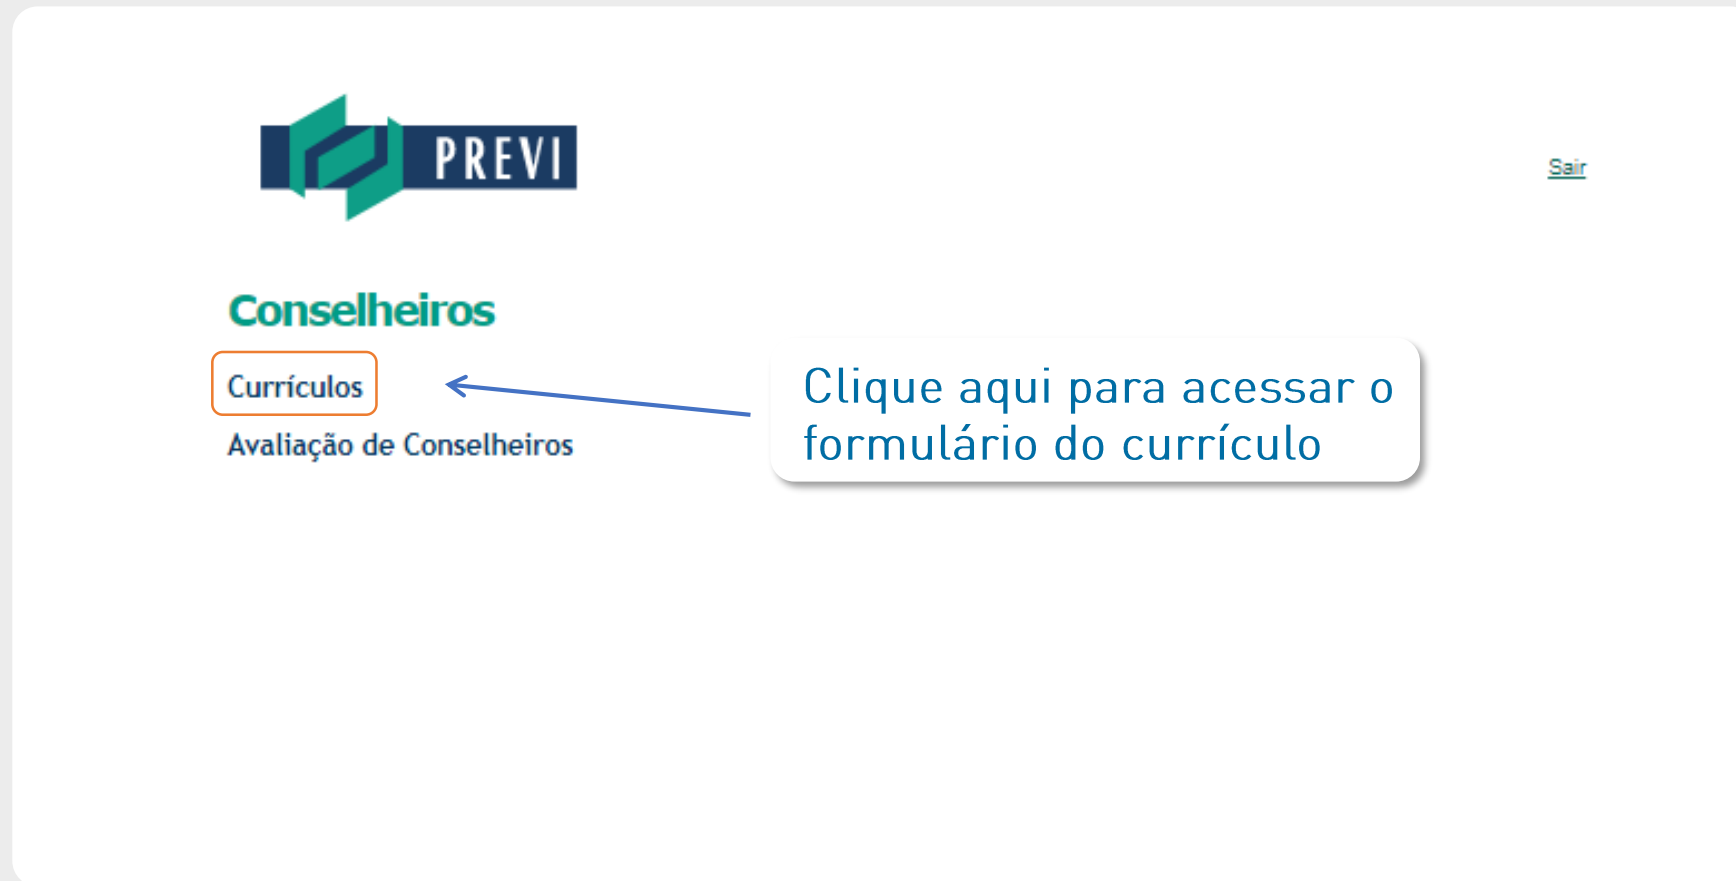 PREVI
Sair
Conselheiros
Currículos
Avaliação de Conselheiros
Clique aqui para acessar o
formulário do currículo